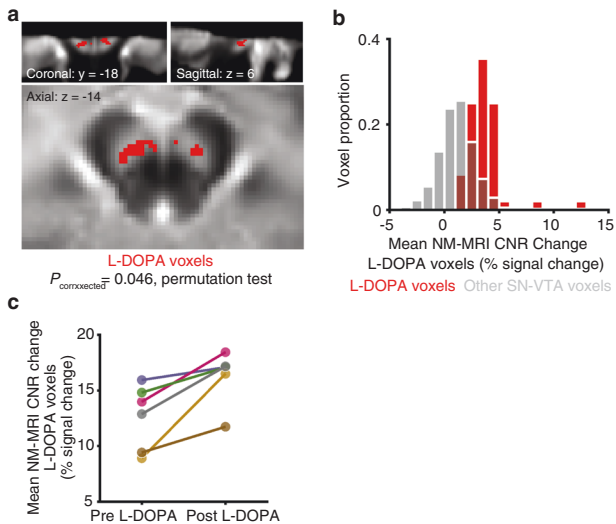 a
Coronal: y = -18
Sagittal: z = 6
Axial: z = -14
L-DOPA voxels
Pcorrxxected= 0.046, permutation test
b
Voxel proportion
0.4
0.2
0
-5 0 5 10 15
Mean NM-MRI CNR Change
L-DOPA voxels (% signal change)
L-DOPA voxels Other SN-VTA voxels
c
Mean NM-MRI CNR change
L-DOPA voxels
(% signal change)
20
15
10
5
Pre L-DOPA Post L-DOPA